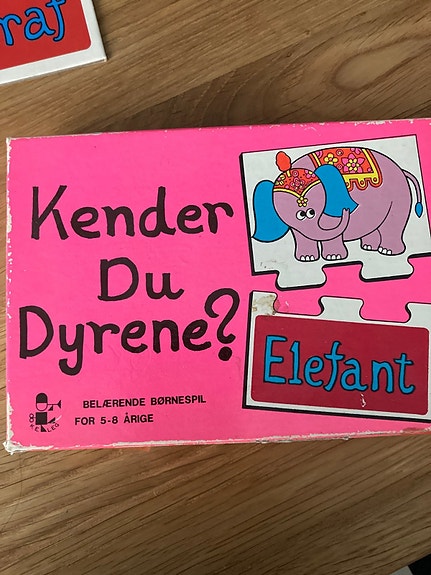 raf
Kender
Du
Dyrene?
Elefant
BELÆRENDE BØRNESPIL
FOR 5-8 ÅRIGE